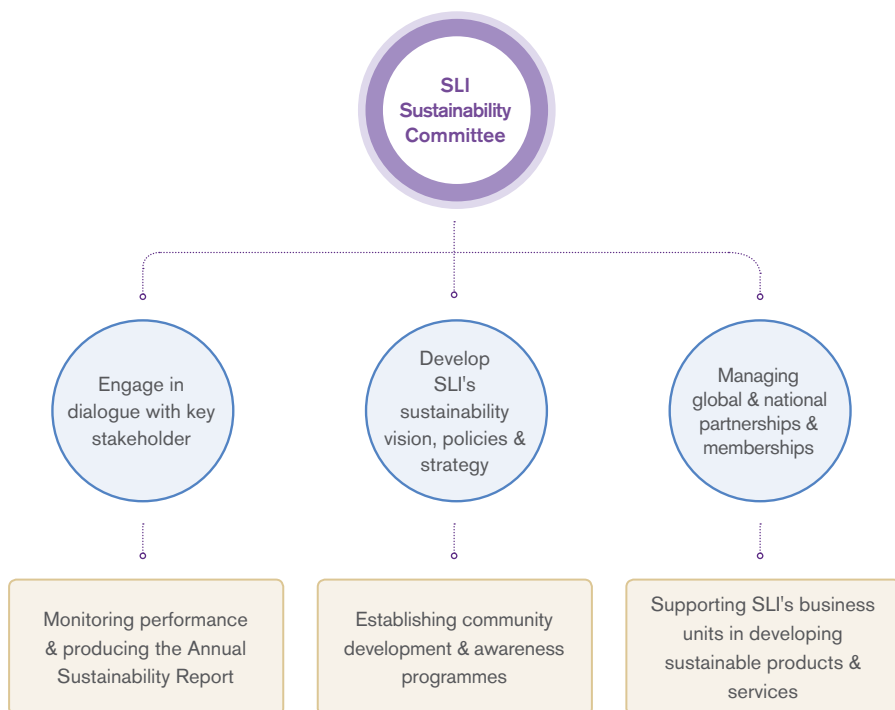 SLI
Sustainability
Committee
Engage in
dialogue with key
stakeholder
Develop
SLI's
sustainability
vision, policies &
strategy
Managing
global & national
partnerships &
memberships
Monitoring performance
& producing the Annual
Sustainability Report
Establishing community
development & awareness
programmes
Supporting SLI's business
units in developing
sustainable products &
services